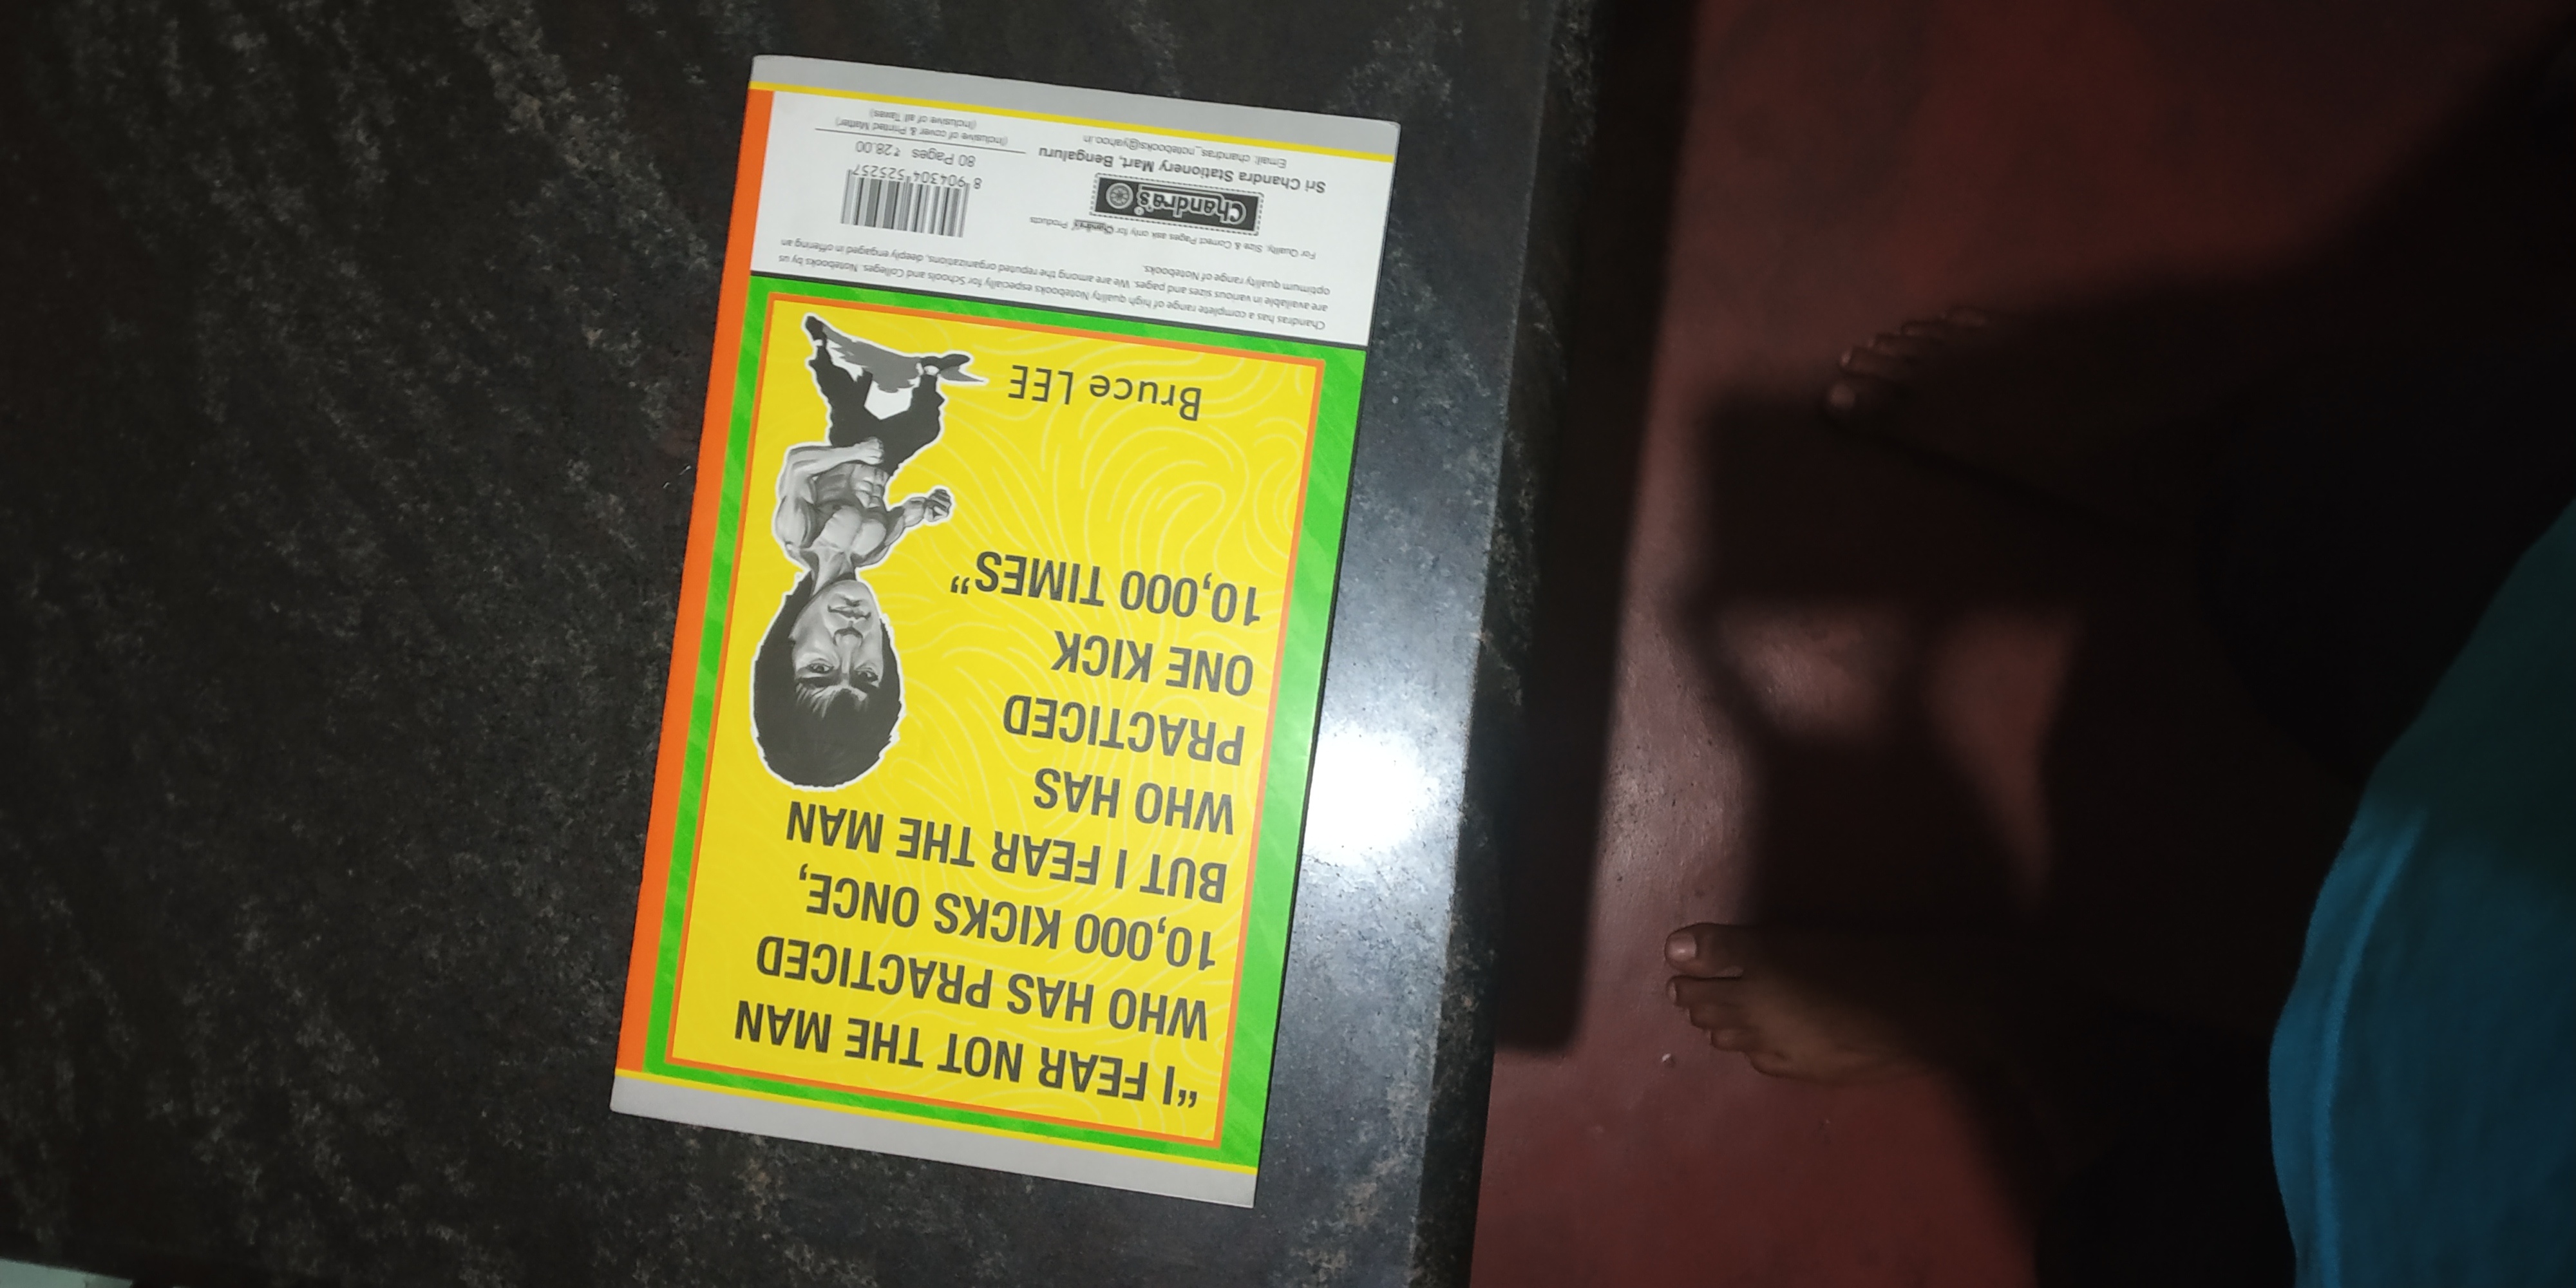 “I FEAR NOT THE MAN
WHO HAS PRACTICED
10,000 KICKS ONCE,
BUT I FEAR THE MAN
WHO HAS
PRACTICED
ONE KICK
10,000 TIMES”
Bruce LEE
Chandras has a complete range of high quality Notebooks especially for Schools and Colleges. Notebooks by us
are available in various sizes and pages. We are among the reputed organizations, deeply engaged in offering an
optimum quality range of Notebooks.
For Quality, Size & Correct Pages ask only for Chandra's Products
Chandra's
Sri Chandra Stationery Mart, Bengaluru
Email: chandras_notebooks@yahoo.in
8 904304 525257
80 Pages ₹28.00
(Inclusive of cover & Printed Matter)
(Inclusive of all Taxes)